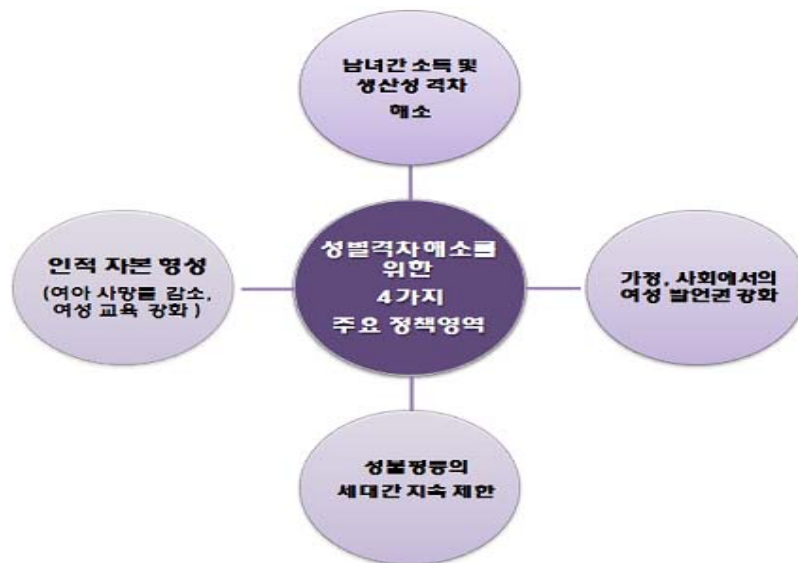 남녀간 소득 및
생산성 격차
해소
성별격차해소를
위한
4가지
주요 정책영역
인적 자본 형성
(여아 사망률 감소,
여성 교육 강화 )
가정, 사회에서의
여성 발언권 강화
성불평등의
세대간 지속 제한